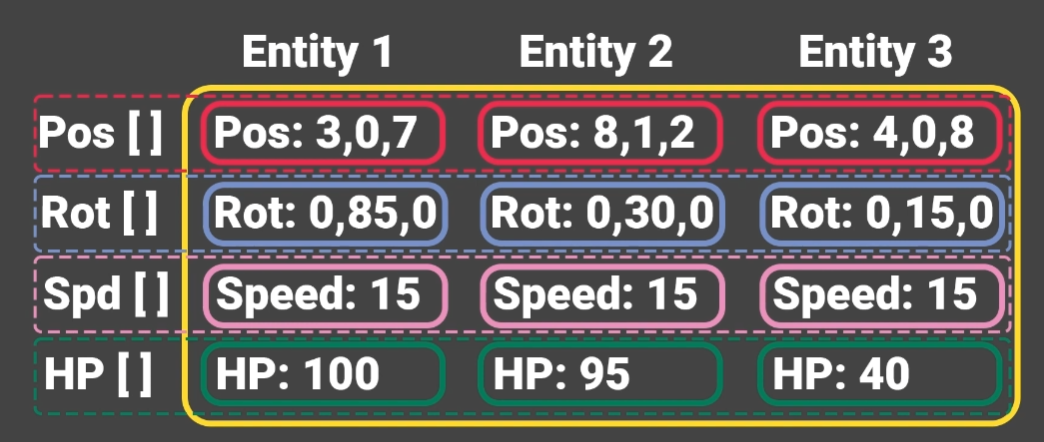 Entity 1 Entity 2 Entity 3
Pos [ ] Pos: 3,0,7 Pos: 8,1,2 Pos: 4,0,8
Rot [ ] Rot: 0,85,0 Rot: 0,30,0 Rot: 0,15,0
Spd [ ] Speed: 15 Speed: 15 Speed: 15
HP [ ] HP: 100 HP: 95 HP: 40